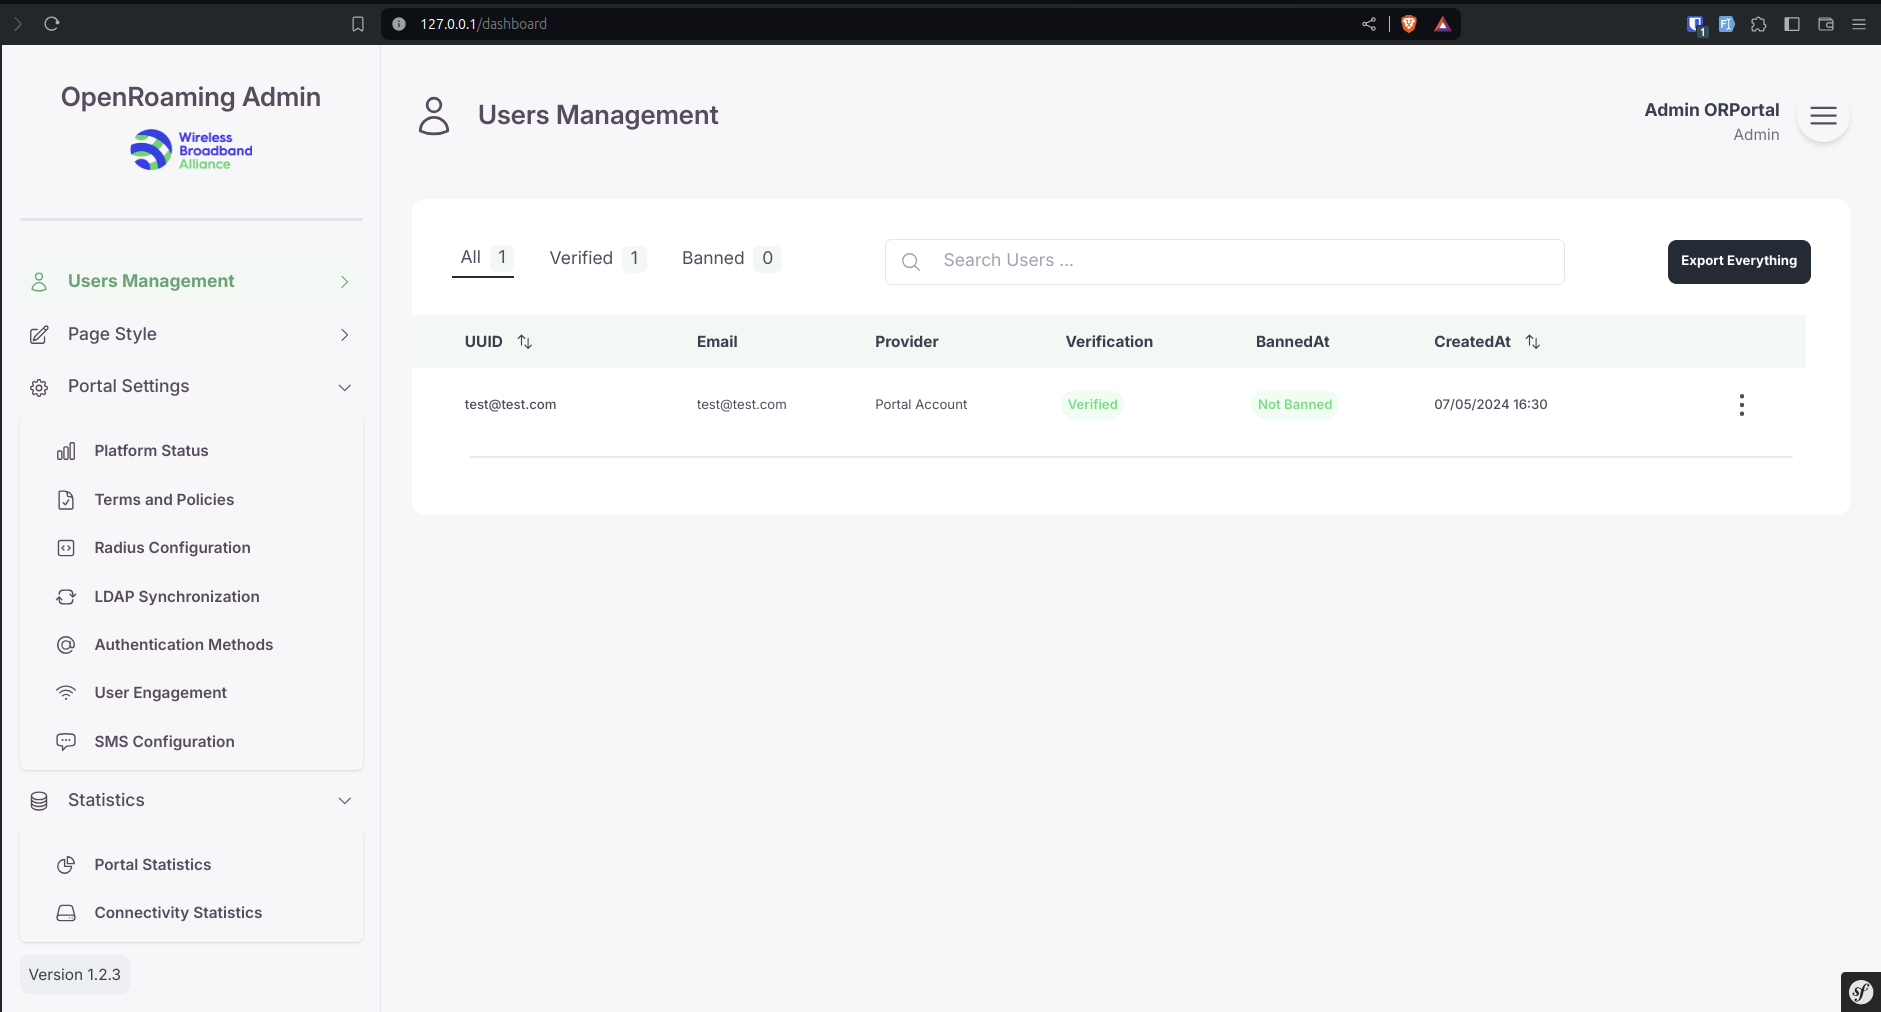 127.0.0.1/dashboard
1
OpenRoaming Admin
Wireless
Broadband
Alliance
Users Management
Page Style
Portal Settings
Platform Status
Terms and Policies
Radius Configuration
LDAP Synchronization
Authentication Methods
User Engagement
SMS Configuration
Statistics
Portal Statistics
Connectivity Statistics
Version 1.2.3
Users Management
Admin ORPortal
Admin
All 1 Verified 1 Banned 0
Search Users ...
Export Everything
UUID Email Provider Verification BannedAt CreatedAt
test@test.com test@test.com Portal Account Verified Not Banned 07/05/2024 16:30
sf